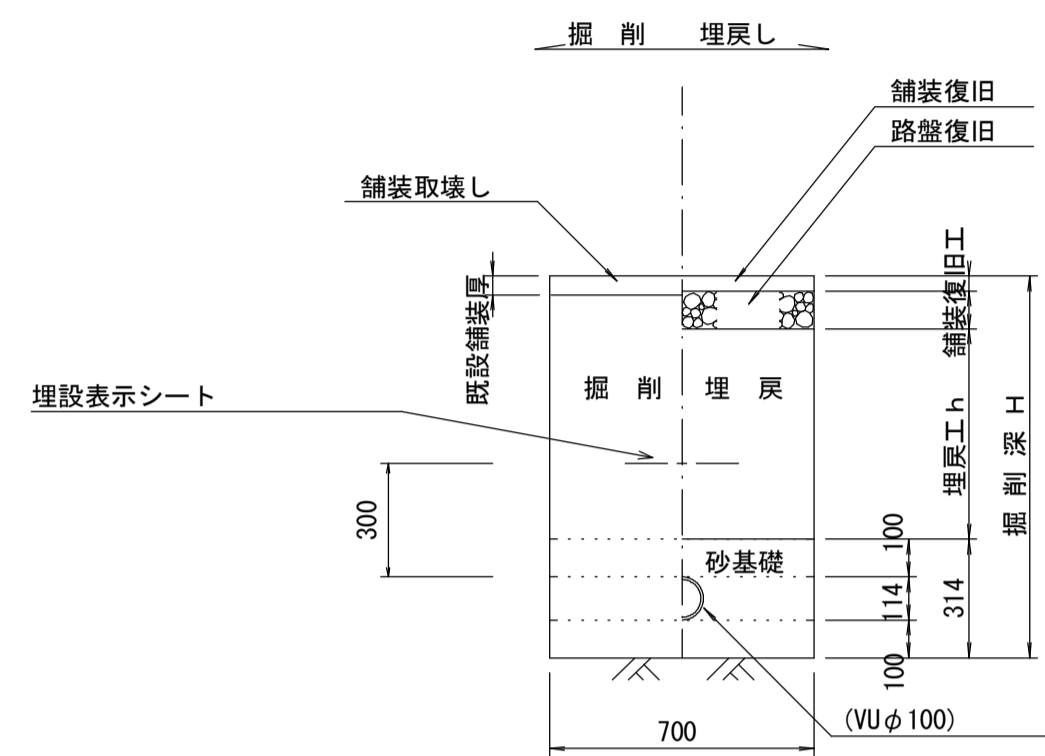 掘 削 埋戻し
舗装復旧
路盤復旧
舗装取壊し
既設舗装厚
舗装復旧工
埋設表示シート
掘 削 埋 戻
埋戻工h
掘 削 深 H
300
砂基礎
100
114
100
314
700
(VUφ100)